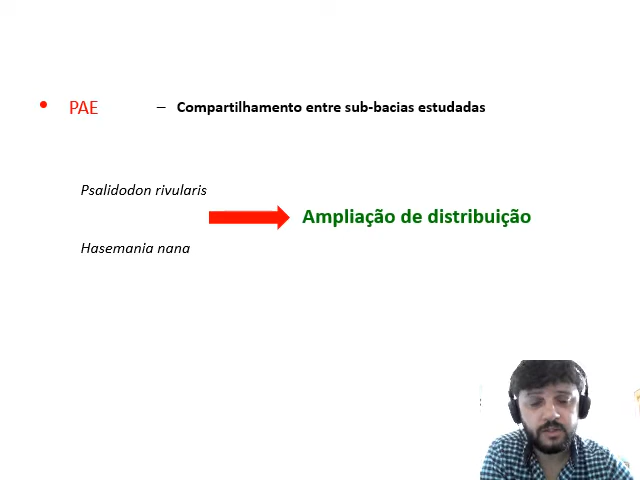 • PAE – Compartilhamento entre sub-bacias estudadas
Psalidodon rivularis
Ampliação de distribuição
Hasemania nana